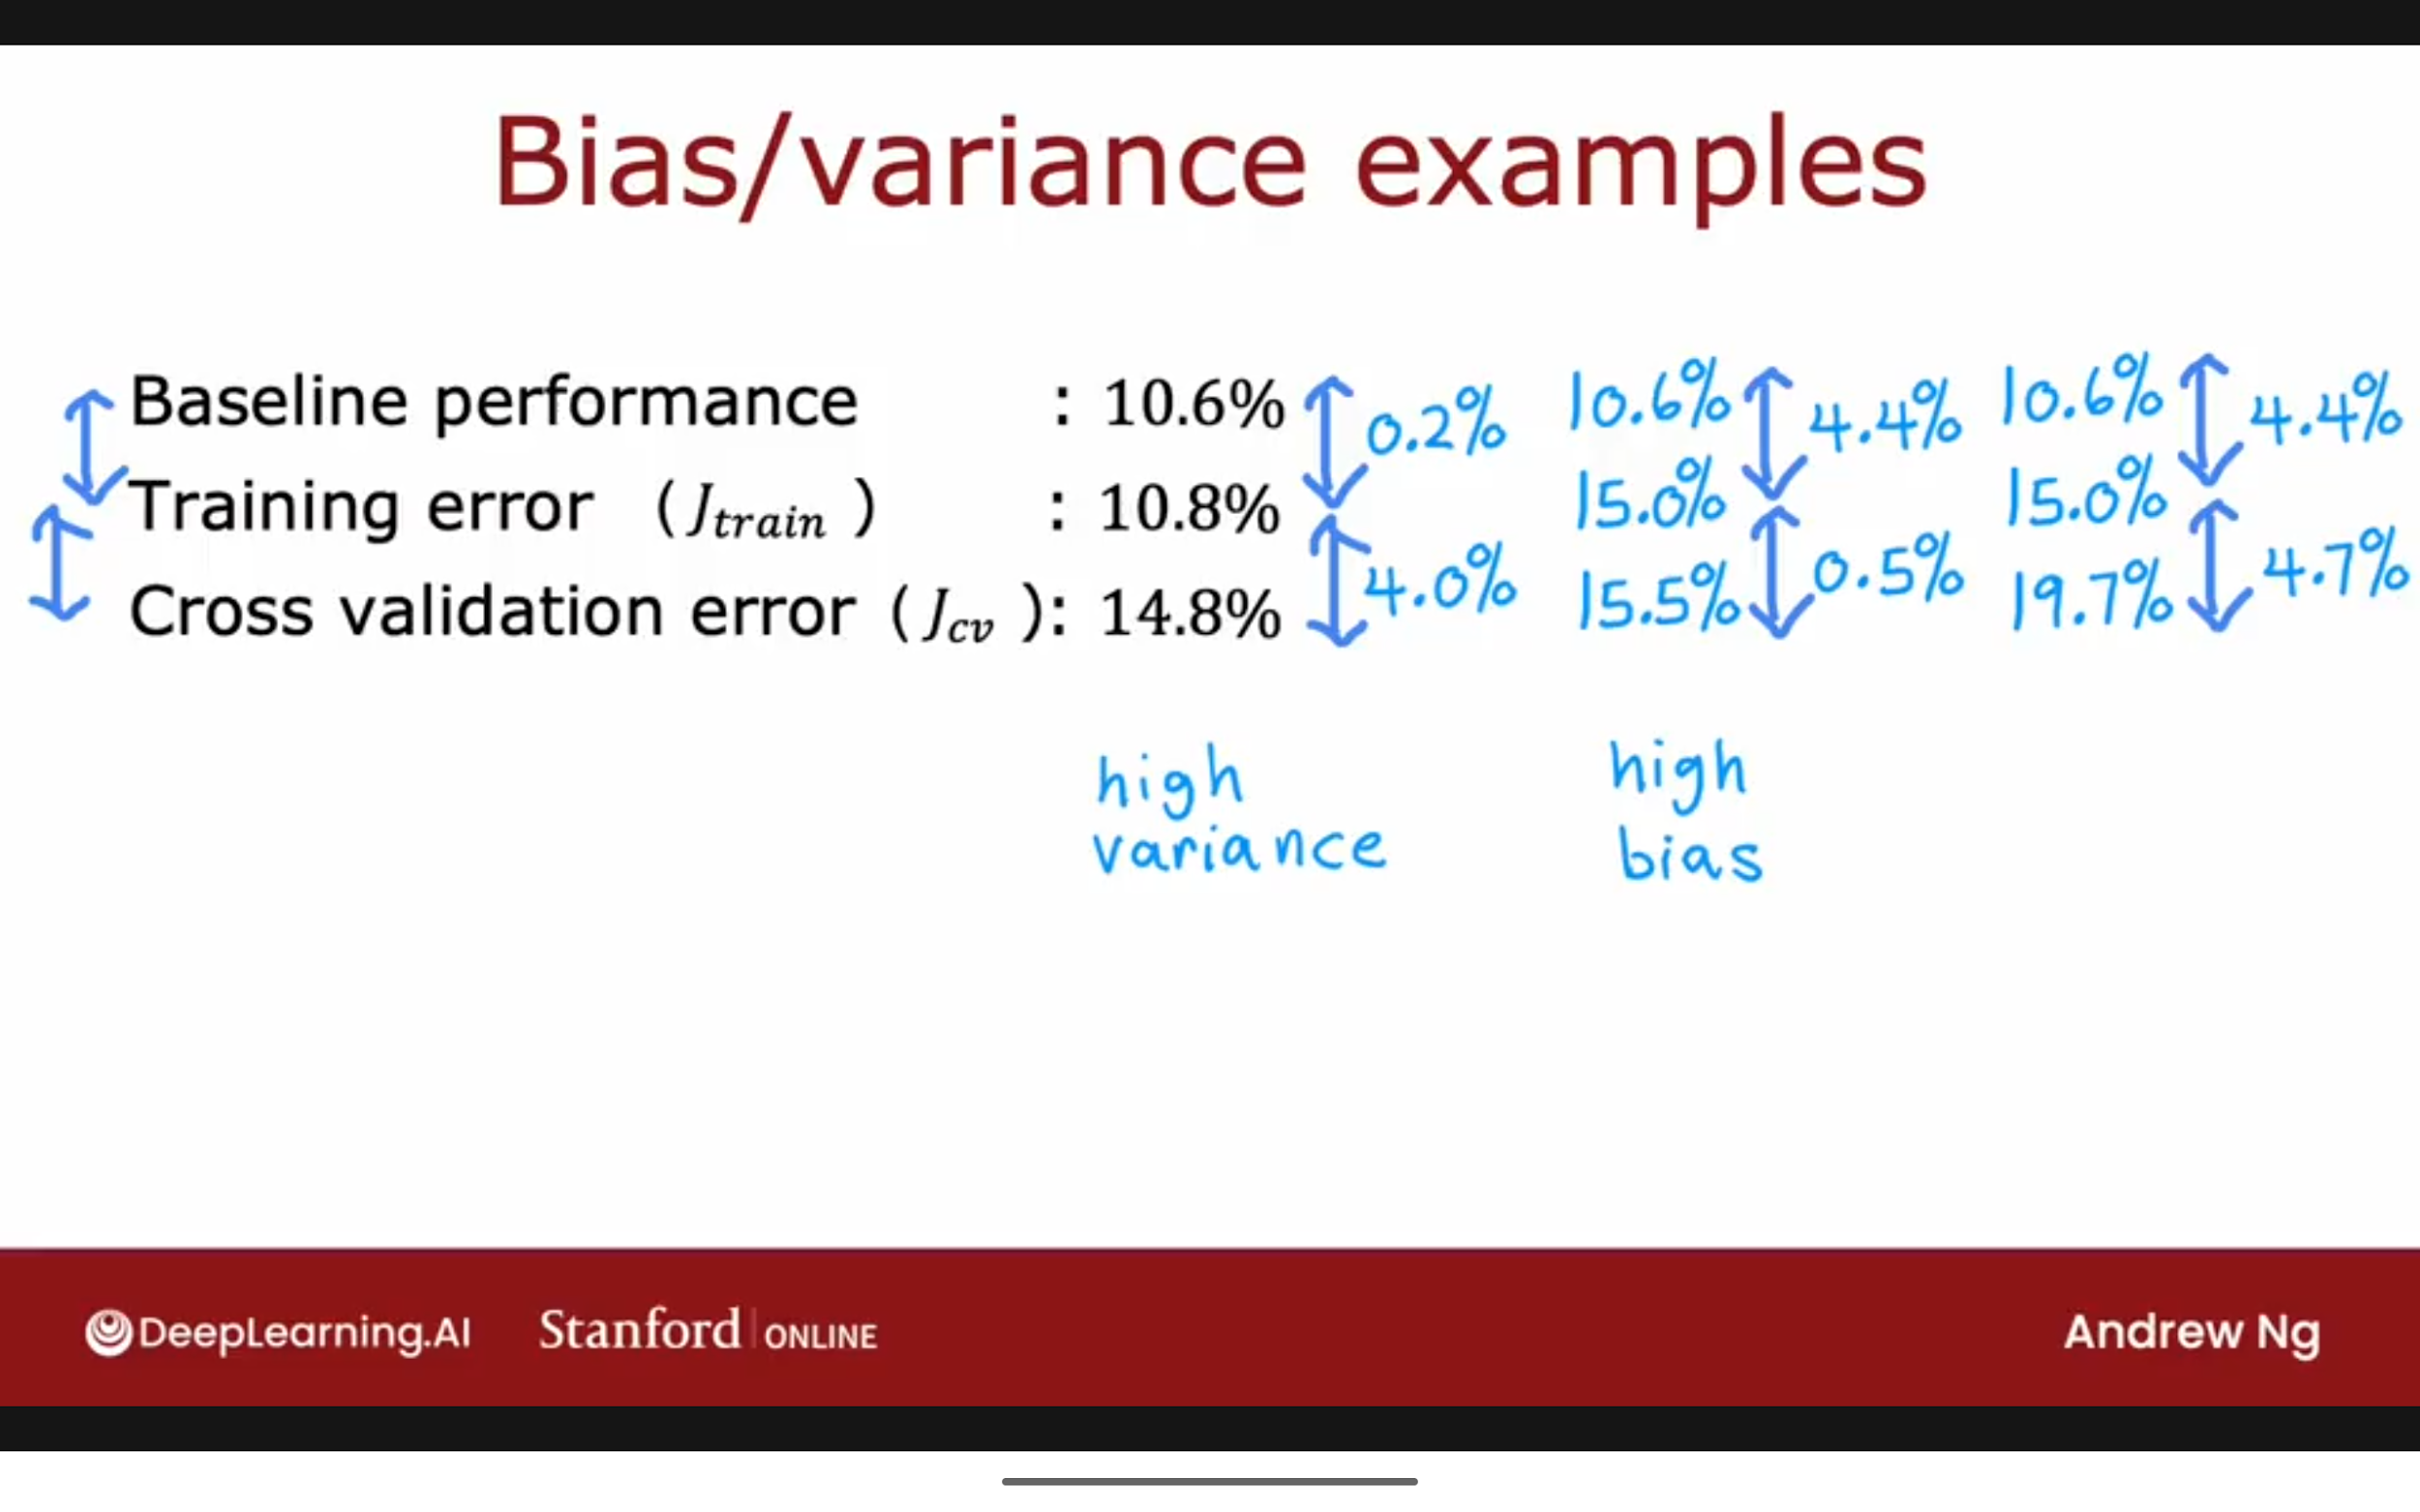 Bias/variance examples
Baseline performance : 10.6% 0.2% 10.6% 4.4% 10.6% 4.4%
Training error (Jtrain) : 10.8% 15.0% 15.0%
Cross validation error (Jcv): 14.8% 4.0% 15.5% 0.5% 19.7% 4.7%
high high
variance bias
DeepLearning.AI Stanford ONLINE Andrew Ng